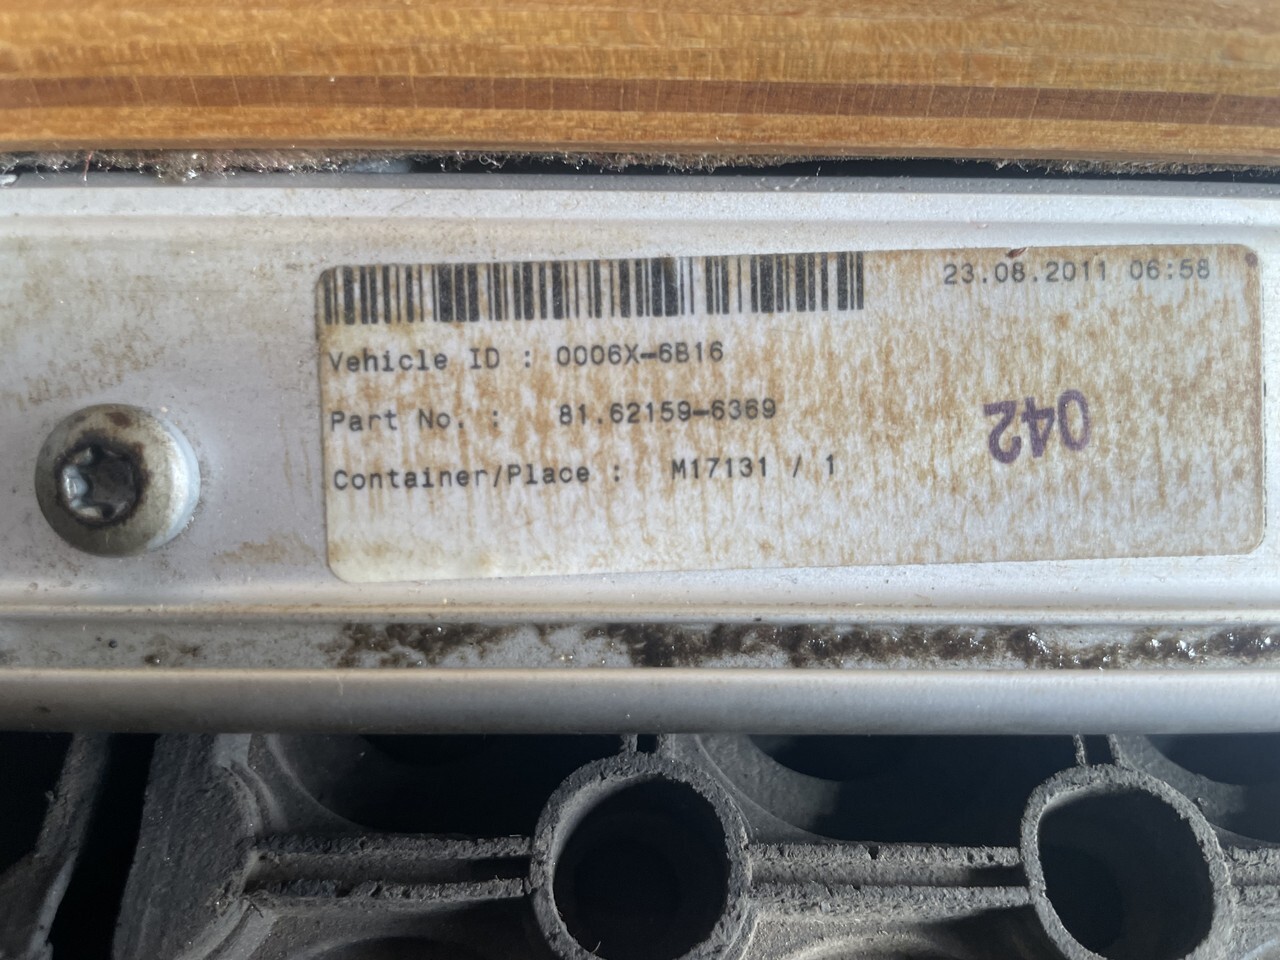 23.08.2011 06:58
Vehicle ID : 0006X-6B16
Part No. : 81.62159-6369
Container/Place : M17131 / 1
042